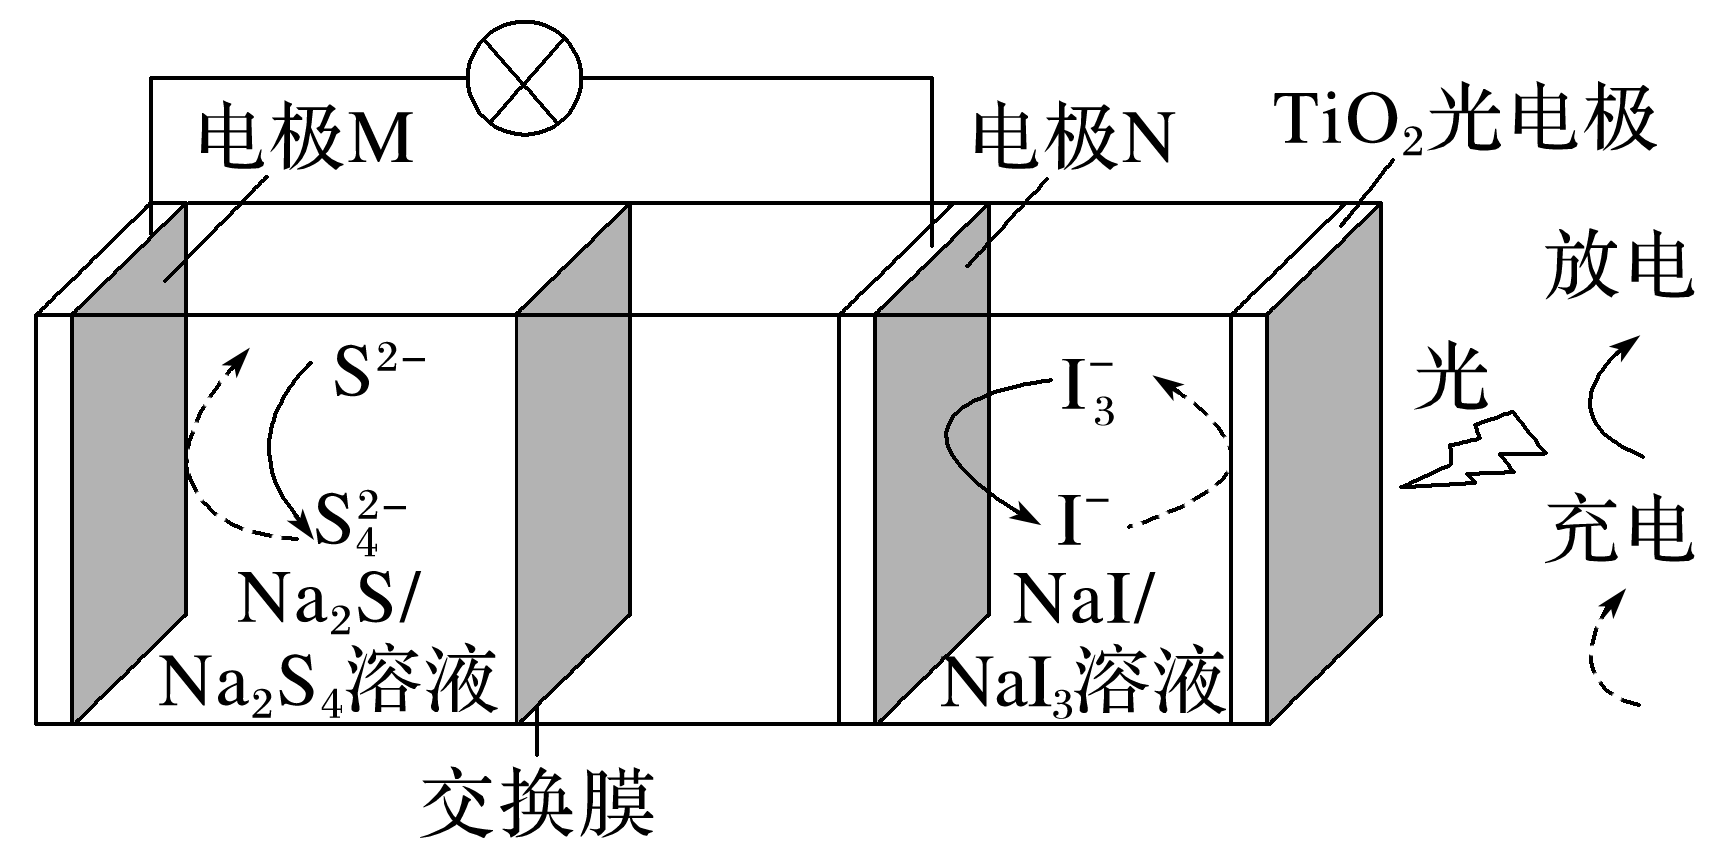 电极M
电极N
TiO₂光电极
放电
光
充电
S²⁻
S₄²⁻
Na₂S/
Na₂S₄溶液
I₃⁻
I⁻
NaI/
NaI₃溶液
交换膜